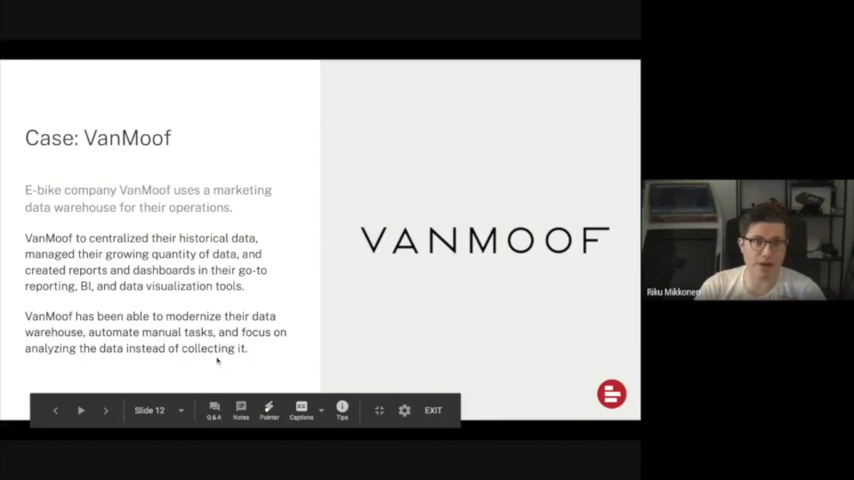 Case: VanMoof
E-bike company VanMoof uses a marketing
data warehouse for their operations.
VanMoof to centralized their historical data,
managed their growing quantity of data, and
created reports and dashboards in their go-to
reporting, BI, and data visualization tools.
VanMoof has been able to modernize their data
warehouse, automate manual tasks, and focus on
analyzing the data instead of collecting it.
VANMOOF
Riku Mikkonen
Slide 12
Q&A
Notes
Pointer
CC
Captions
Tips
EXIT